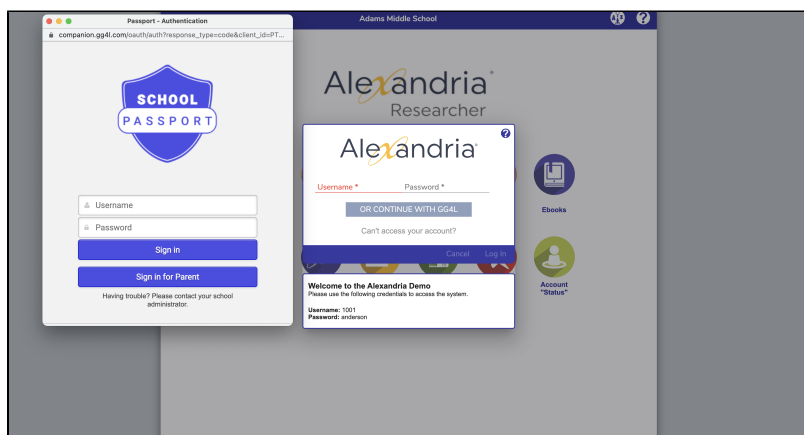 Passport - Authentication
companion.gg4l.com/oauth/auth?response_type=code&client_id=PT...
SCHOOL
PASSPORT
Username
Password
Sign in
Sign in for Parent
Having trouble? Please contact your school
administrator.
Adams Middle School
Alexandria
Researcher
Alexandria
Username * Password *
OR CONTINUE WITH GG4L
Can't access your account?
Cancel Log In
Welcome to the Alexandria Demo
Please use the following credentials to access the system.
Username: 1001
Password: anderson
Ebooks
Account
"Status"